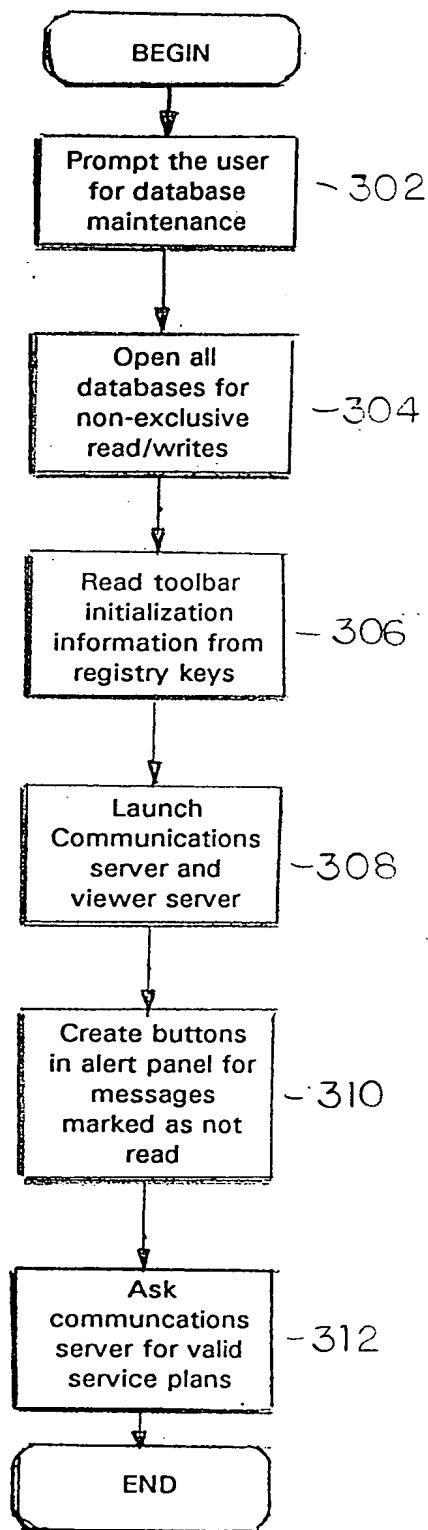 BEGIN
Prompt the user
for database
maintenance
302
Open all
databases for
non-exclusive
read/writes
304
Read toolbar
initialization
information from
registry keys
306
Launch
Communications
server and
viewer server
308
Create buttons
in alert panel for
messages
marked as not
read
310
Ask
communcations
server for valid
service plans
312
END